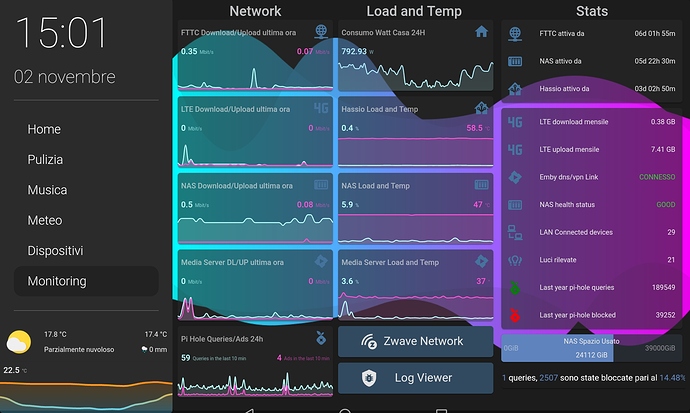 15:01
02 novembre
Home
Pulizia
Musica
Meteo
Dispositivi
Monitoring
17.8 °C
17.4 °C
Parzialmente nuvoloso
0 mm
22.5 °C
Network
FTTC Download/Upload ultima ora
0.35 Mbit/s
0.07 Mbit/s
LTE Download/Upload ultima ora
4G
0 Mbit/s
0 Mbit/s
NAS Download/Upload ultima ora
0.5 Mbit/s
0.08 Mbit/s
Media Server DL/UP ultima ora
0 Mbit/s
0 Mbit/s
Pi Hole Queries/Ads 24h
59 Queries in the last 10 min.
4 Ads in the last 10 min.
Load and Temp
Consumo Watt Casa 24H
792.93 W
Hassio Load and Temp
0.4 %
58.5 °C
NAS Load and Temp
5.9 %
47 °C
Media Server Load and Temp
3.6 %
37 °C
Zwave Network
Log Viewer
Stats
FTTC attiva da
06d 01h 55m
NAS attivo da
05d 22h 30m
Hassio attivo da
03d 02h 50m
4G
LTE download mensile
0.38 GB
4G
LTE upload mensile
7.41 GB
Emby dns/vpn Link
CONNESSO
NAS health status
GOOD
LAN Connected devices
29
Luci rilevate
21
Last year pi-hole queries
189549
Last year pi-hole blocked
39252
NAS Spazio Usato
0GiB
39000GiB
24112 GiB
1 queries, 2507 sono state bloccate pari al 14.48%